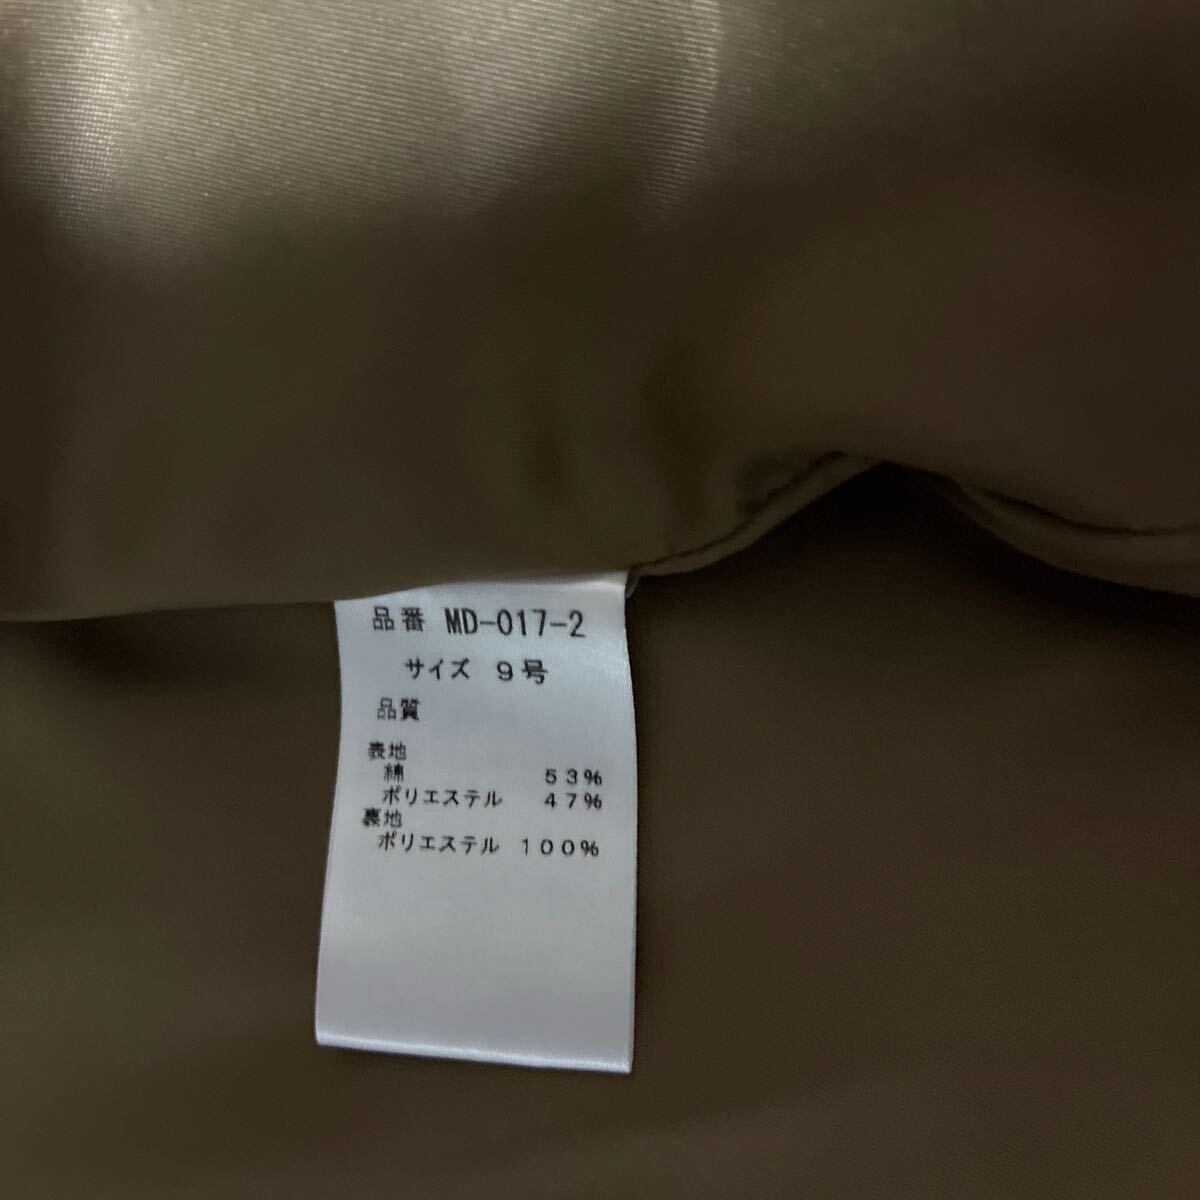 品番 MD-017-2
サイズ 9号
品質
表地
綿 53%
ポリエステル 47%
裏地
ポリエステル 100%